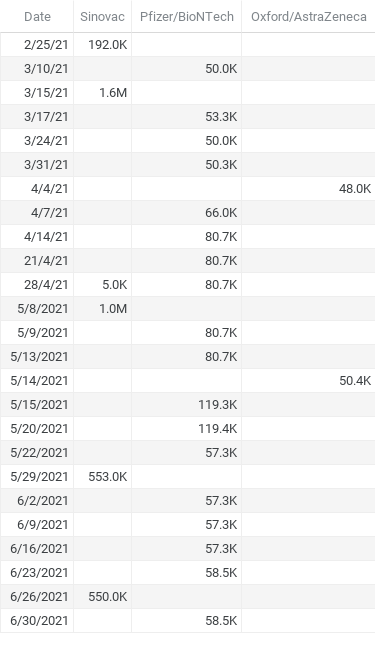 Date Sinovac Pfizer/BioNTech Oxford/AstraZeneca
2/25/21 192.0K
3/10/21 50.0K
3/15/21 1.6M
3/17/21 53.3K
3/24/21 50.0K
3/31/21 50.3K
4/4/21 48.0K
4/7/21 66.0K
4/14/21 80.7K
21/4/21 80.7K
28/4/21 5.0K 80.7K
5/8/2021 1.0M
5/9/2021 80.7K
5/13/2021 80.7K
5/14/2021 50.4K
5/15/2021 119.3K
5/20/2021 119.4K
5/22/2021 57.3K
5/29/2021 553.0K
6/2/2021 57.3K
6/9/2021 57.3K
6/16/2021 57.3K
6/23/2021 58.5K
6/26/2021 550.0K
6/30/2021 58.5K